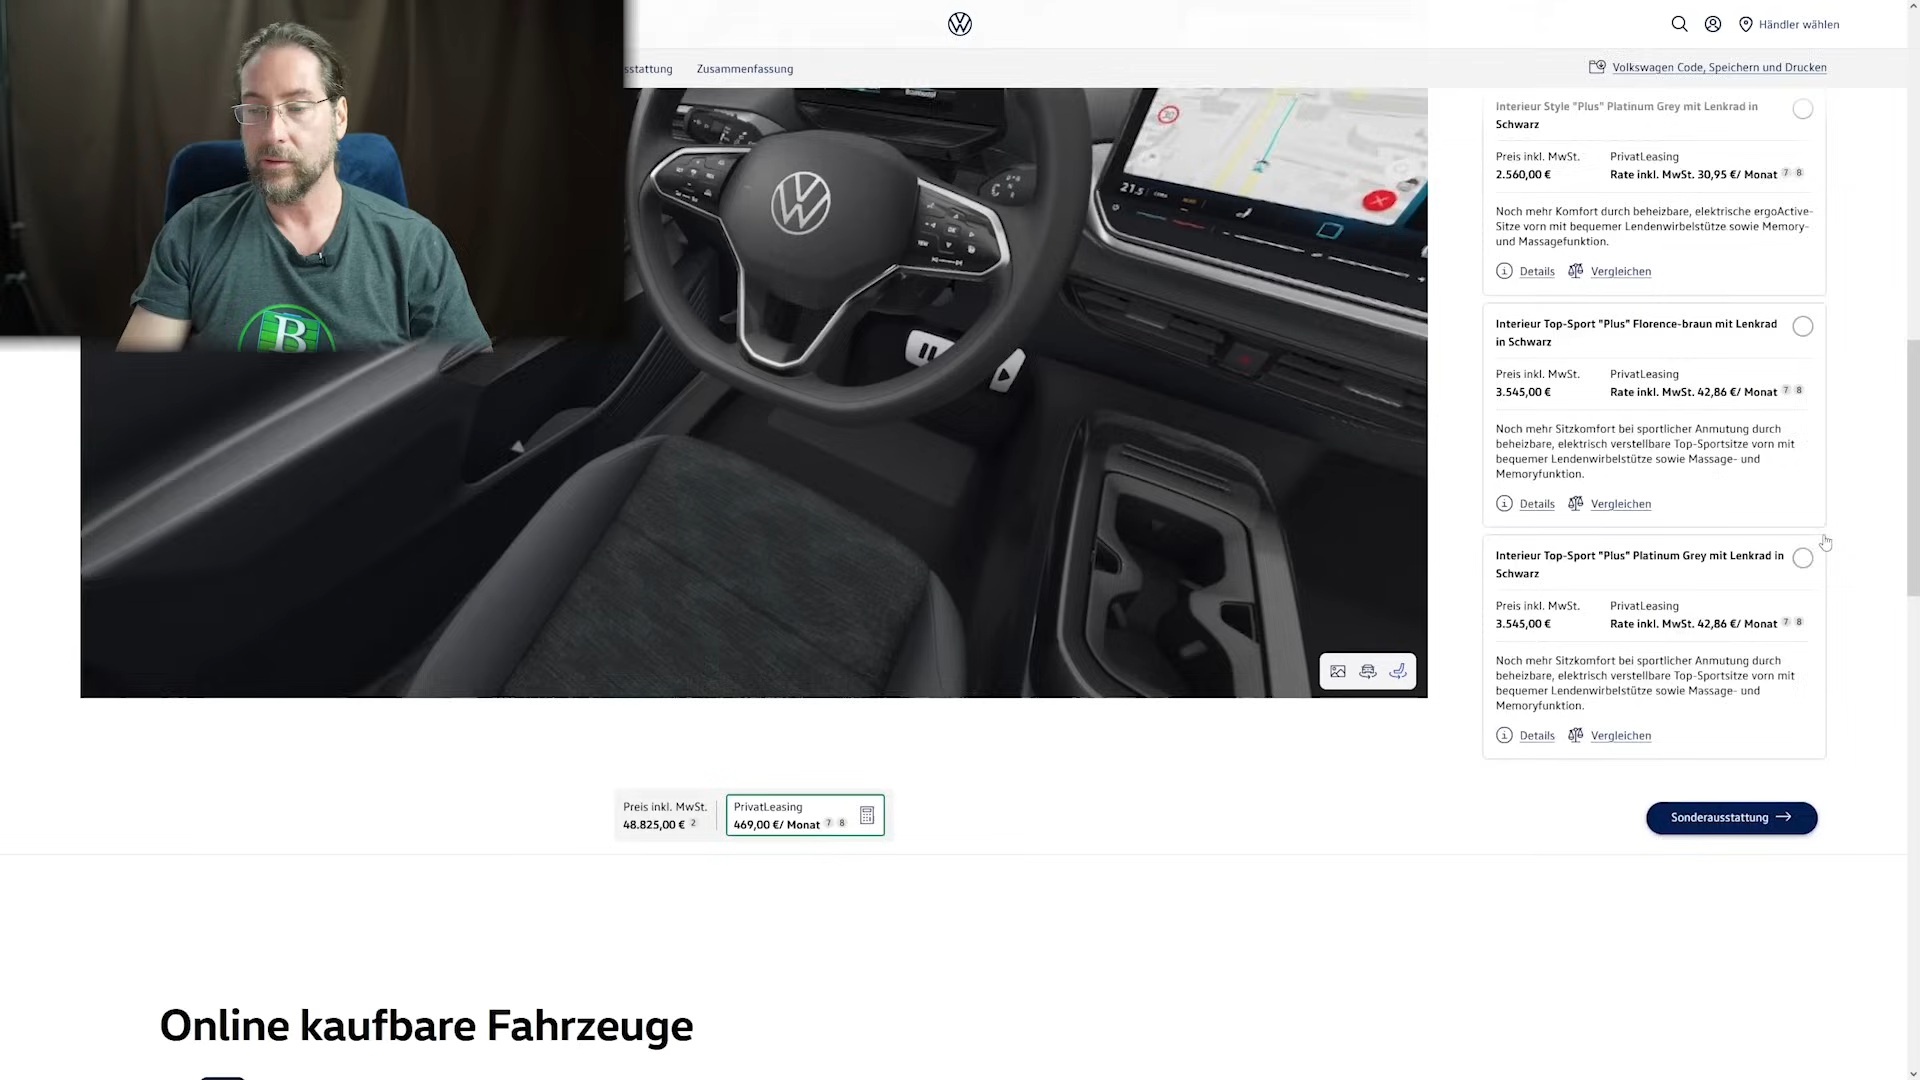 Händler wählen
sstattung
Zusammenfassung
Volkswagen Code, Speichern und Drucken
21.5
B
Interieur Style "Plus" Platinum Grey mit Lenkrad in
Schwarz
Preis inkl. MwSt.
PrivatLeasing
2.560,00 €
Rate inkl. MwSt. 30,95 €/ Monat 7 8
Noch mehr Komfort durch beheizbare, elektrische ergoActive-
Sitze vorn mit bequemer Lendenwirbelstütze sowie Memory-
und Massagefunktion.
Details
Vergleichen
Interieur Top-Sport "Plus" Florence-braun mit Lenkrad
in Schwarz
Preis inkl. MwSt.
PrivatLeasing
3.545,00 €
Rate inkl. MwSt. 42,86 €/ Monat 7 8
Noch mehr Sitzkomfort bei sportlicher Anmutung durch
beheizbare, elektrisch verstellbare Top-Sportsitze vorn mit
bequemer Lendenwirbelstütze sowie Massage- und
Memoryfunktion.
Details
Vergleichen
Interieur Top-Sport "Plus" Platinum Grey mit Lenkrad in
Schwarz
Preis inkl. MwSt.
PrivatLeasing
3.545,00 €
Rate inkl. MwSt. 42,86 €/ Monat 7 8
Noch mehr Sitzkomfort bei sportlicher Anmutung durch
beheizbare, elektrisch verstellbare Top-Sportsitze vorn mit
bequemer Lendenwirbelstütze sowie Massage- und
Memoryfunktion.
Details
Vergleichen
Preis inkl. MwSt.
48.825,00 € 2
PrivatLeasing
469,00 €/ Monat 7 8
Sonderausstattung
Online kaufbare Fahrzeuge